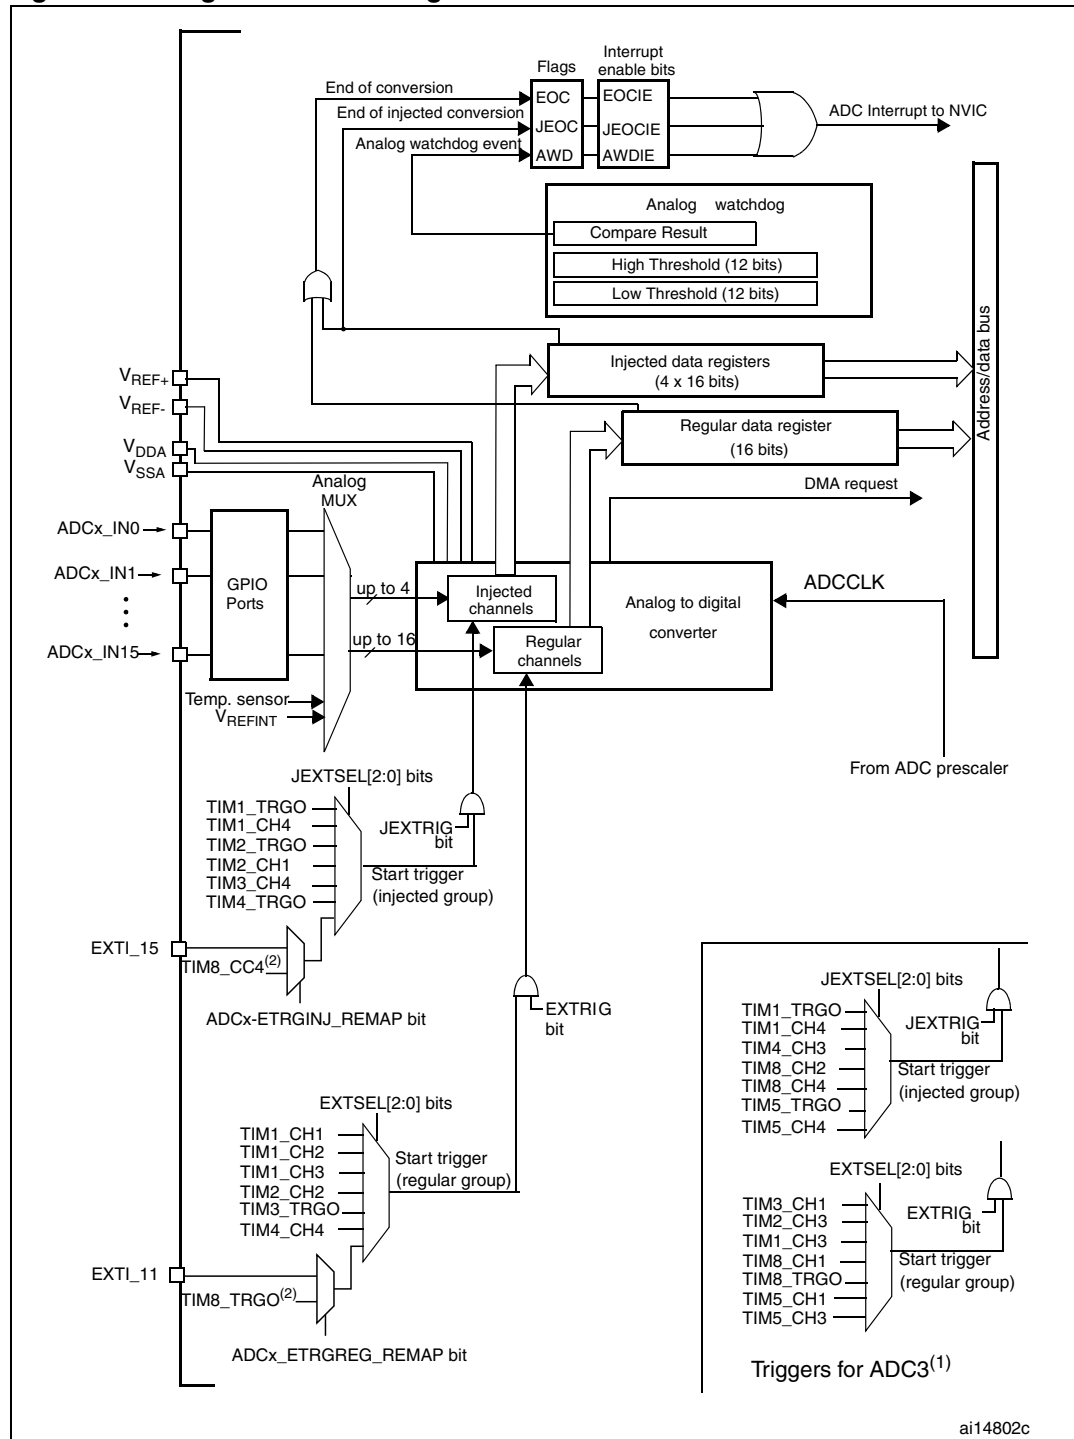 Flags
Interrupt
enable bits
End of conversion
EOC
EOCIE
End of injected conversion
JEOC
JEOCIE
ADC Interrupt to NVIC
Analog watchdog event
AWD
AWDIE
Analog watchdog
Compare Result
High Threshold (12 bits)
Low Threshold (12 bits)
Address/data bus
Injected data registers
(4 x 16 bits)
VREF+
VREF-
Regular data register
(16 bits)
VDDA
VSSA
Analog
MUX
DMA request
ADCx_IN0
ADCx_IN1
ADCx_IN15
GPIO
Ports
up to 4
up to 16
Injected
channels
Regular
channels
Analog to digital
converter
ADCCLK
Temp. sensor
VREFINT
From ADC prescaler
JEXTSEL[2:0] bits
TIM1_TRGO
TIM1_CH4
TIM2_TRGO
TIM2_CH1
TIM3_CH4
TIM4_TRGO
JEXTRIG
bit
Start trigger
(injected group)
EXTI_15
TIM8_CC4(2)
ADCx-ETRGINJ_REMAP bit
EXTRIG
bit
EXTSEL[2:0] bits
TIM1_CH1
TIM1_CH2
TIM1_CH3
TIM2_CH2
TIM3_TRGO
TIM4_CH4
Start trigger
(regular group)
EXTI_11
TIM8_TRGO(2)
ADCx_ETRGREG_REMAP bit
JEXTSEL[2:0] bits
TIM1_TRGO
TIM1_CH4
TIM4_CH3
TIM8_CH2
TIM8_CH4
TIM5_TRGO
TIM5_CH4
JEXTRIG
bit
Start trigger
(injected group)
EXTSEL[2:0] bits
TIM3_CH1
TIM2_CH3
TIM1_CH3
TIM8_CH1
TIM8_TRGO
TIM5_CH1
TIM5_CH3
EXTRIG
bit
Start trigger
(regular group)
Triggers for ADC3(1)
ai14802c